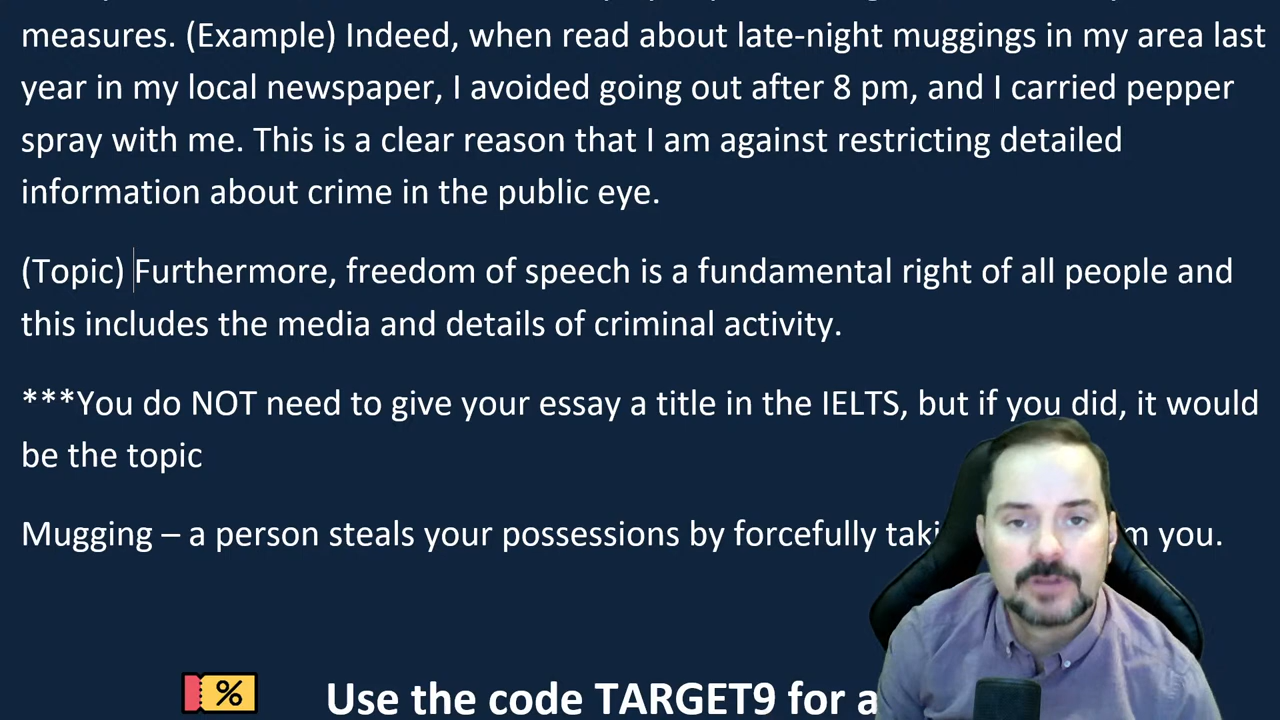 measures. (Example) Indeed, when read about late-night muggings in my area last
year in my local newspaper, I avoided going out after 8 pm, and I carried pepper
spray with me. This is a clear reason that I am against restricting detailed
information about crime in the public eye.
(Topic) Furthermore, freedom of speech is a fundamental right of all people and
this includes the media and details of criminal activity.
***You do NOT need to give your essay a title in the IELTS, but if you did, it would
be the topic
Mugging – a person steals your possessions by forcefully you.
% Use the code TARGET9 for a